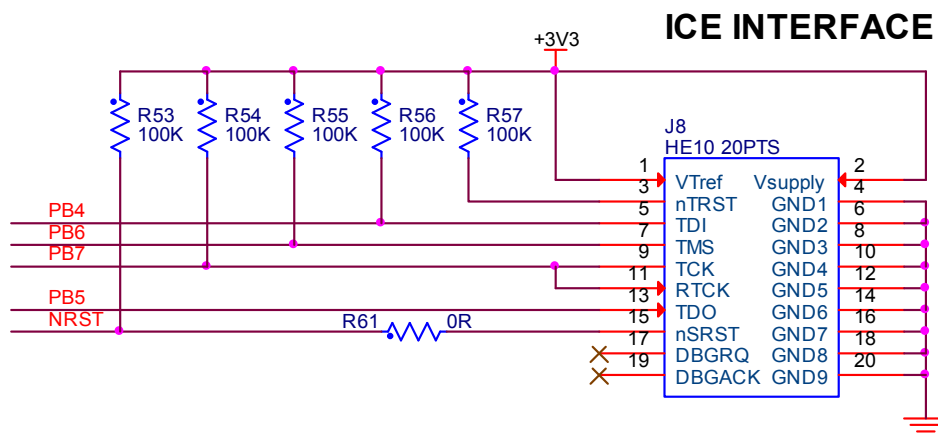 ICE INTERFACE
+3V3
R53
100K
R54
100K
R55
100K
R56
100K
R57
100K
J8
HE10 20PTS
1
VTref
Vsupply
2
3
nTRST
GND1
4
PB4
5
TDI
GND2
6
PB6
7
TMS
GND3
8
PB7
9
TCK
GND4
10
11
RTCK
GND5
12
PB5
13
TDO
GND6
14
NRST
R61
0R
15
nSRST
GND7
16
17
DBGRQ
GND8
18
19
DBGACK
GND9
20